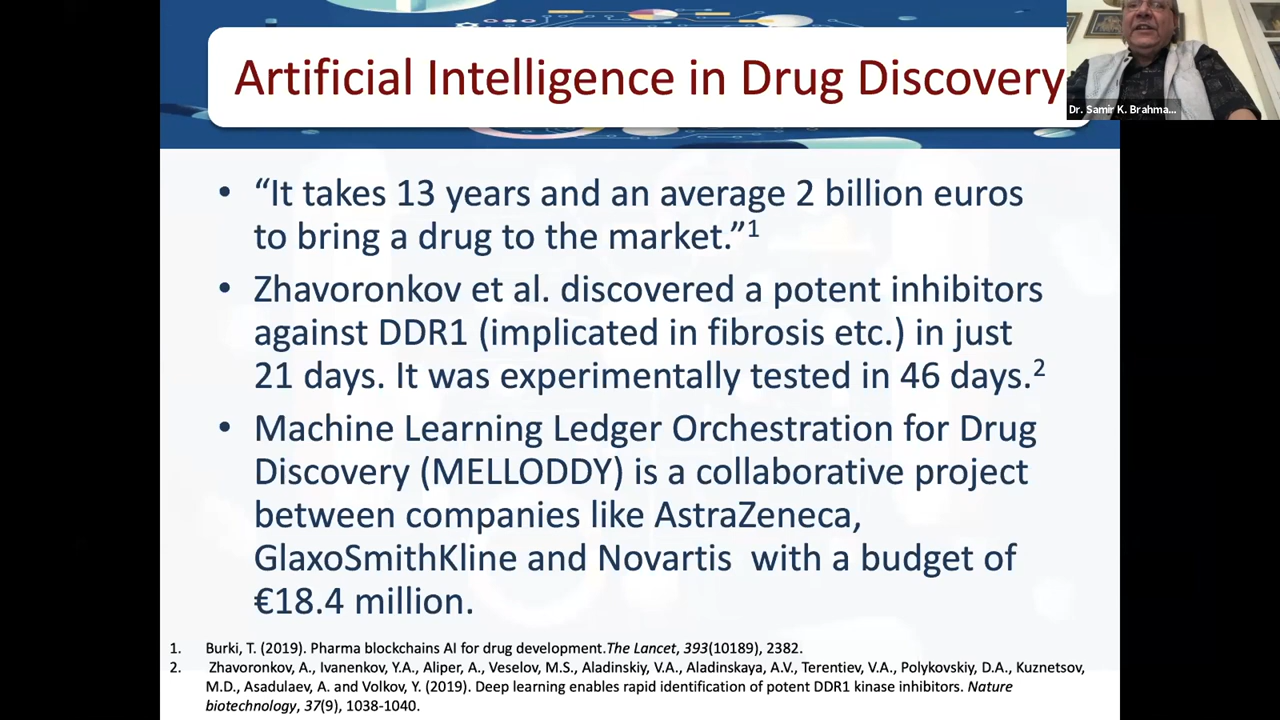 Artificial Intelligence in Drug Discovery
Dr. Samir K. Brahma...
• “It takes 13 years and an average 2 billion euros
to bring a drug to the market.”1
• Zhavoronkov et al. discovered a potent inhibitors
against DDR1 (implicated in fibrosis etc.) in just
21 days. It was experimentally tested in 46 days.2
• Machine Learning Ledger Orchestration for Drug
Discovery (MELLODDY) is a collaborative project
between companies like AstraZeneca,
GlaxoSmithKline and Novartis with a budget of
€18.4 million.
1. Burki, T. (2019). Pharma blockchains AI for drug development.The Lancet, 393(10189), 2382.
2. Zhavoronkov, A., Ivanenkov, Y.A., Aliper, A., Veselov, M.S., Aladinskiy, V.A., Aladinskaya, A.V., Terentiev, V.A., Polykovskiy, D.A., Kuznetsov,
M.D., Asadulaev, A. and Volkov, Y. (2019). Deep learning enables rapid identification of potent DDR1 kinase inhibitors. Nature
biotechnology, 37(9), 1038-1040.